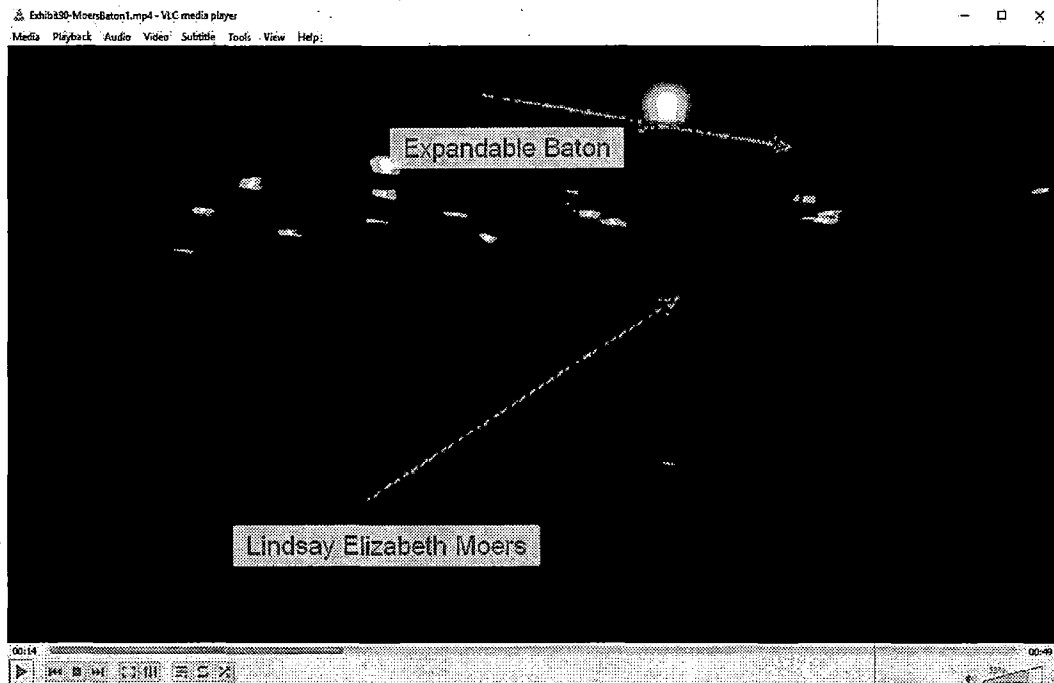 Exhibit30-MoersBaton1.mp4 - VLC media player
Media Playback Audio Video Subtitle Tools View Help
Expandable Baton
Lindsay Elizabeth Moers
00:14
00:49